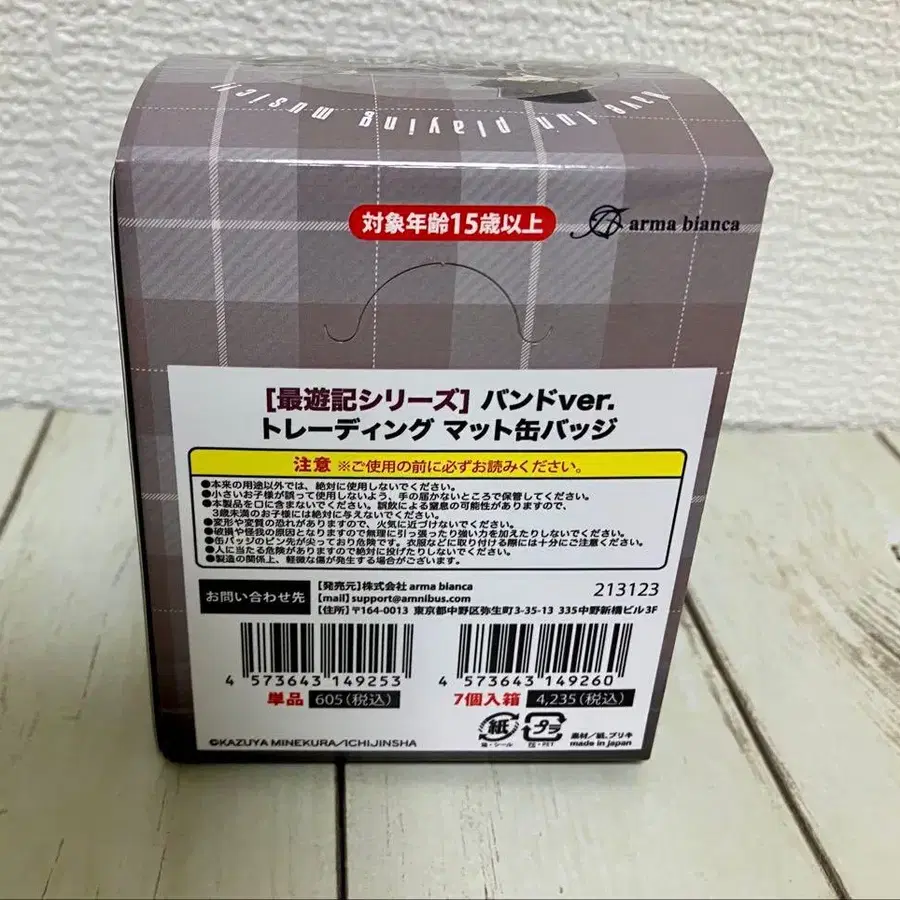 have fun playing music!!
対象年齢15歳以上
arma bianca
[最遊記シリーズ] バンドver.
トレーディング マット缶バッジ
注意 ※ご使用の前に必ずお読みください。
●本来の用途以外では、絶対に使用しないでください。
●小さいお子様が誤って使用しないよう、手の届かないところで保管してください。
●本製品を口に含まないでください。誤飲による窒息の可能性がありますので、
3歳未満のお子様には絶対に与えないでください。
●変形や変質の恐れがありますので、火気に近づけないでください。
●破損や怪我の原因となりますので無理に引っ張ったり強い力を加えたりしないでください。
●缶バッジのピン先が尖っており危険です。衣服などに取り付ける際には十分にご注意ください。
●人に当たる危険がありますので絶対に投げたりしないでください。
●製造の関係上、軽微な傷が発生する場合がございます。
お問い合わせ先
[発売元]株式会社 arma bianca
[mail] support@amnibus.com
[住所] 〒164-0013 東京都中野区弥生町3-35-13 335中野新橋ビル3F
213123
4 573643 149253
単品 605(税込)
4 573643 149260
7個入箱 4,235(税込)
紙
箱・シール
プラ
袋・PET
素材/紙、ブリキ
made in japan
©KAZUYA MINEKURA/ICHIJINSHA